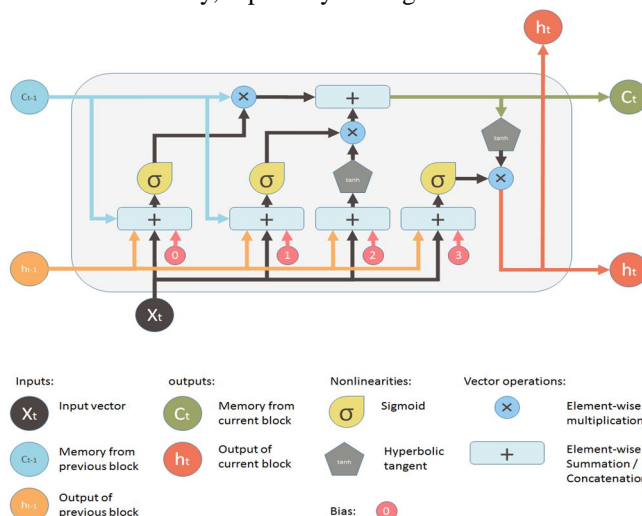 hₜ
Cₜ₋₁
×
+
Cₜ
×
tanh
σ
σ
tanh
σ
×
+
+
+
+
0
1
2
3
hₜ₋₁
hₜ
Xₜ
Inputs:
outputs:
Nonlinearities:
Vector operations:
Xₜ
Input vector
Cₜ
Memory from
current block
σ
Sigmoid
×
Element-wise
multiplication
Cₜ₋₁
Memory from
previous block
hₜ
Output of
current block
tanh
Hyperbolic
tangent
+
Element-wise
Summation /
Concatenation
hₜ₋₁
Output of
previous block
Bias:
0